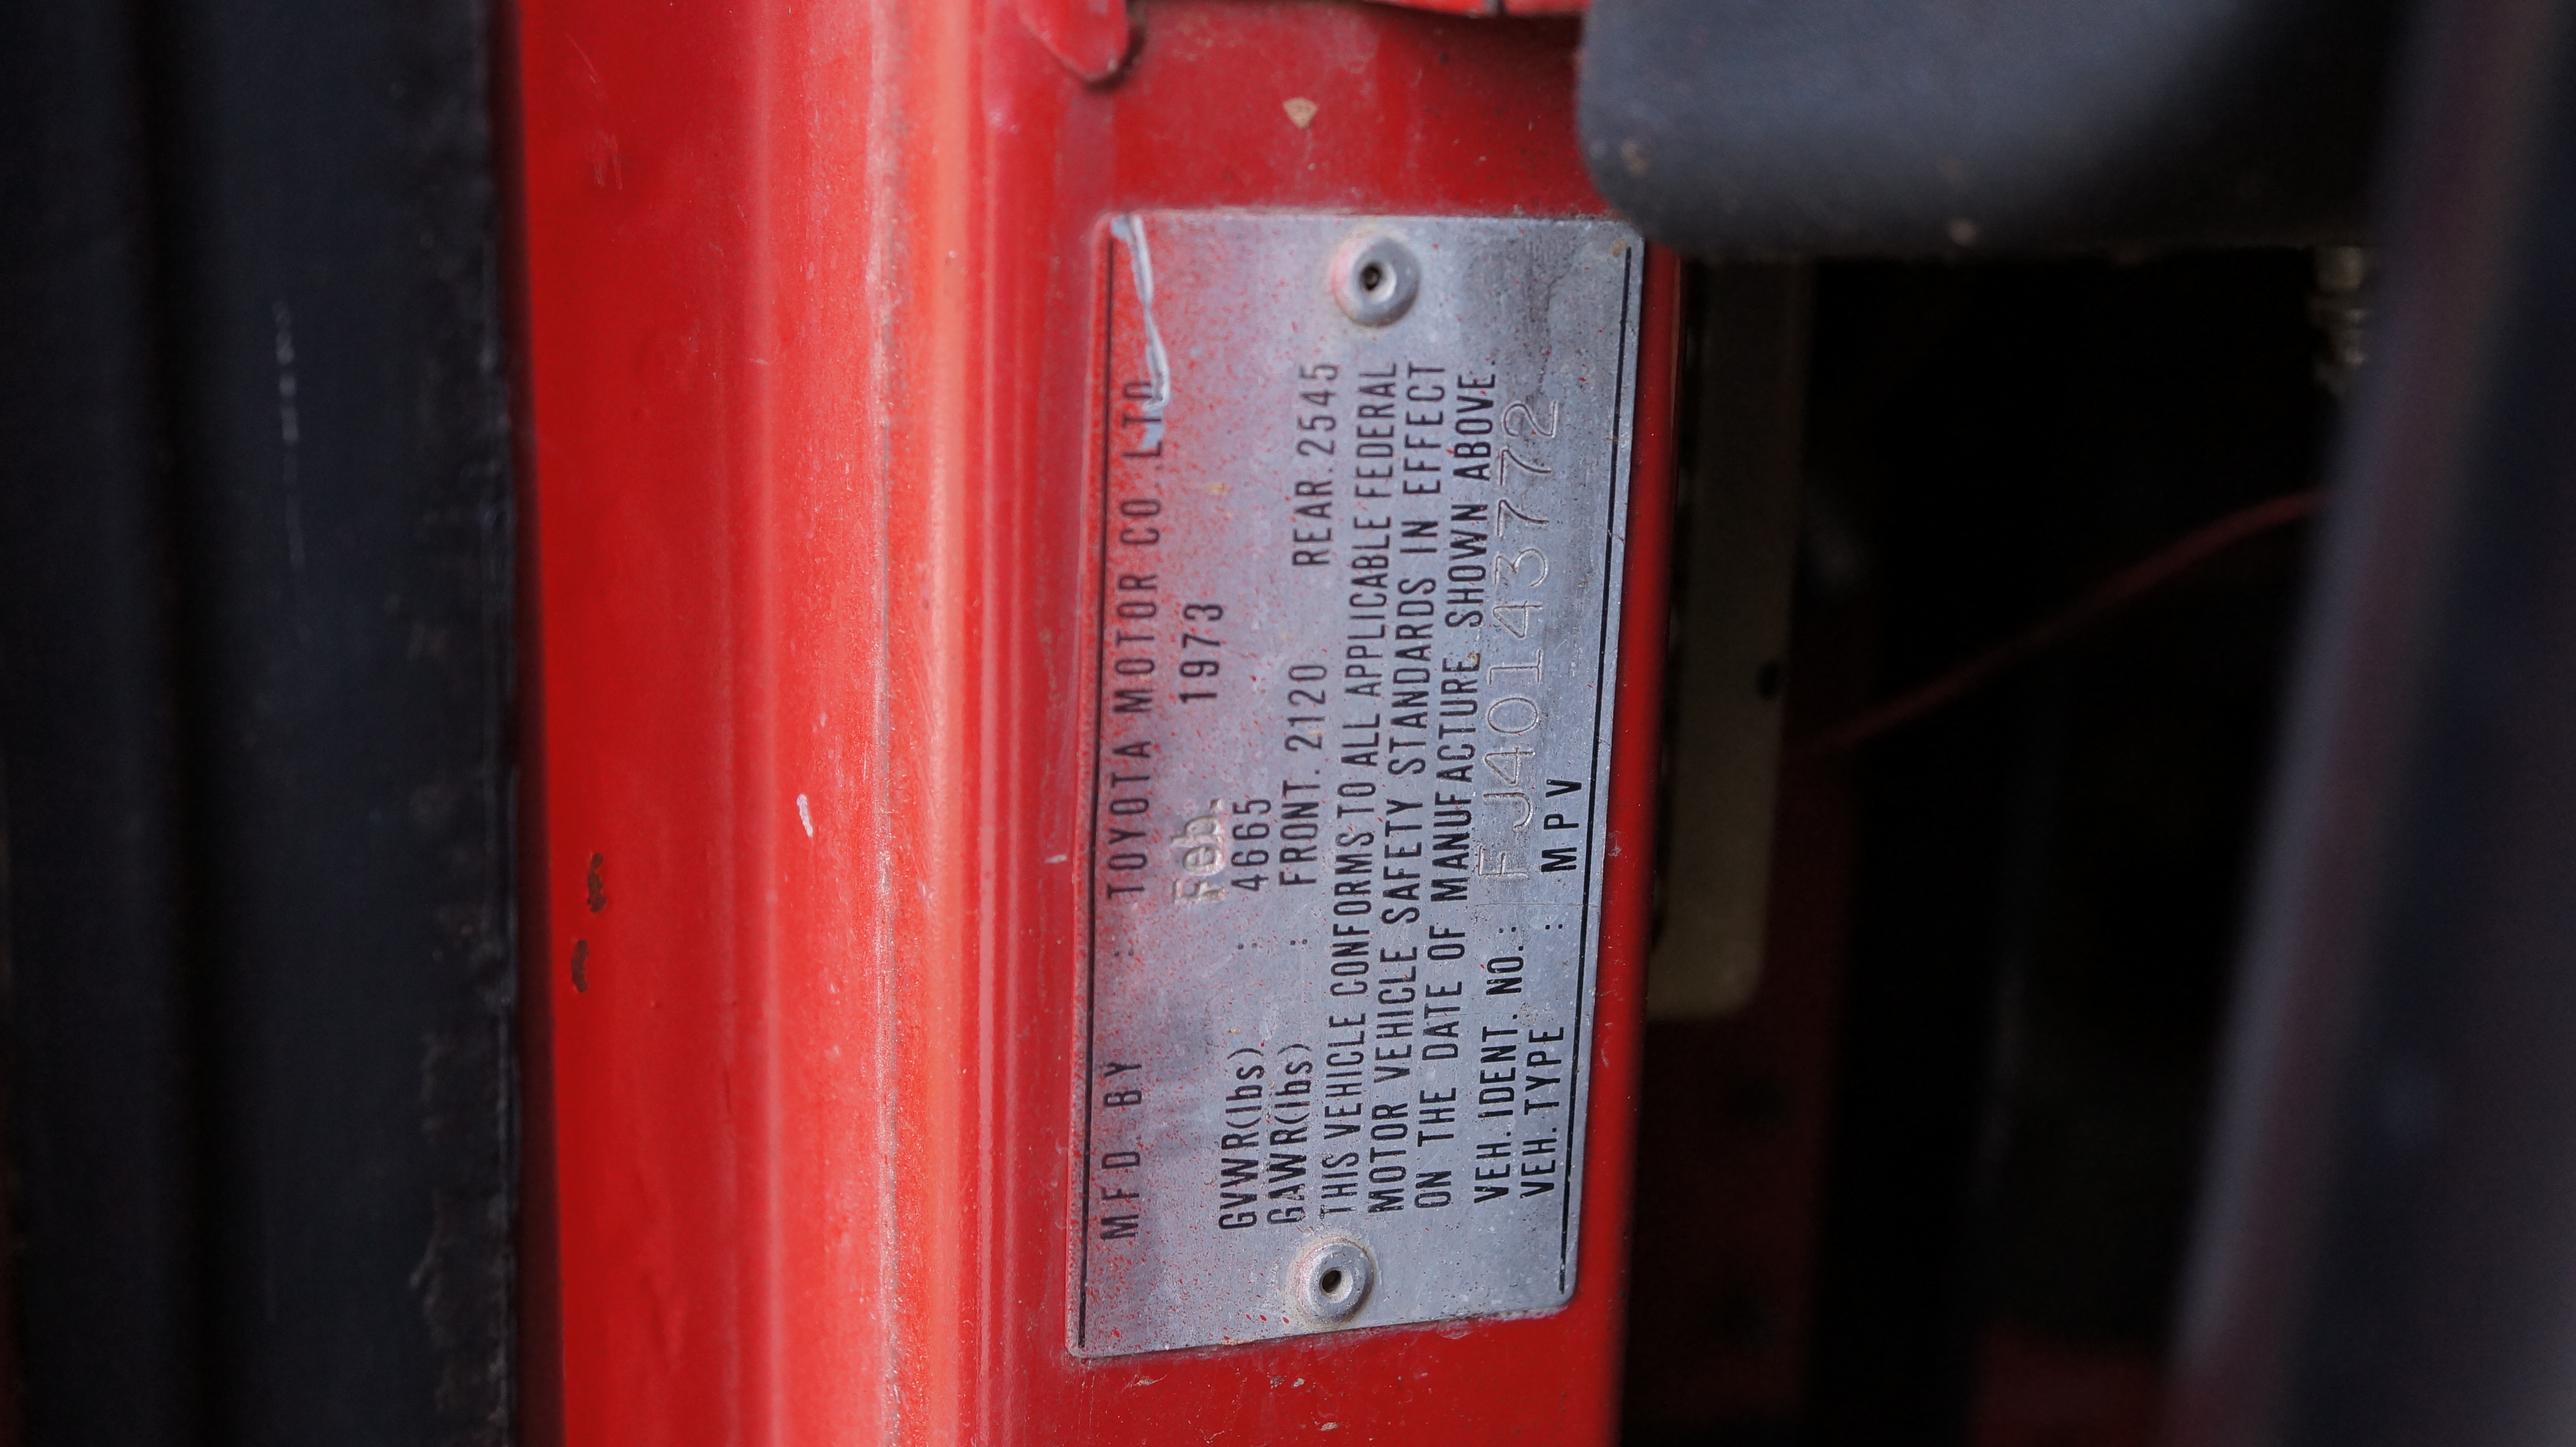 MFD. BY : TOYOTA MOTOR CO.LTD.
Feb. 1973
GVWR(lbs) : 4665
GAWR(lbs) : FRONT. 2120 REAR. 2545
THIS VEHICLE CONFORMS TO ALL APPLICABLE FEDERAL
MOTOR VEHICLE SAFETY STANDARDS IN EFFECT
ON THE DATE OF MANUFACTURE SHOWN ABOVE.
VEH. IDENT. NO.: FJ40143772
VEH. TYPE : MPV